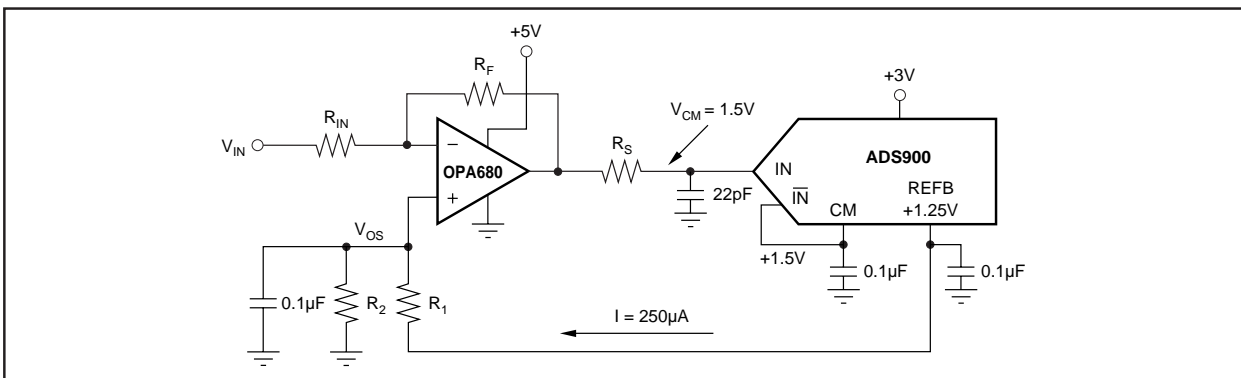 +5V
R_F
+3V
R_IN
V_CM = 1.5V
V_IN
−
OPA680
+
R_S
IN
ADS900
I̅N̅
REFB
+1.25V
22pF
CM
V_OS
+1.5V
0.1µF
0.1µF
0.1µF
R_2
R_1
I = 250µA